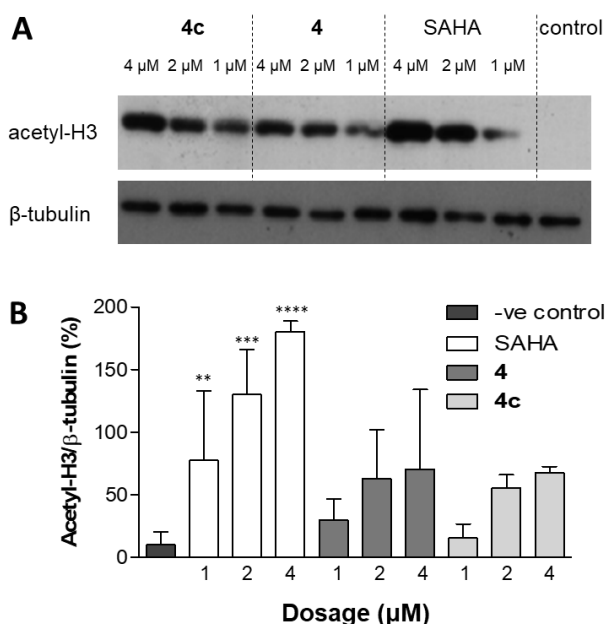 A
4c 4 SAHA control
4 μM 2 μM 1 μM 4 μM 2 μM 1 μM 4 μM 2 μM 1 μM
acetyl-H3
β-tubulin
B
Acetyl-H3/β-tubulin (%)
200
150
100
50
0
** *** ****
-ve control
SAHA
4
4c
1 2 4 1 2 4 1 2 4
Dosage (μM)